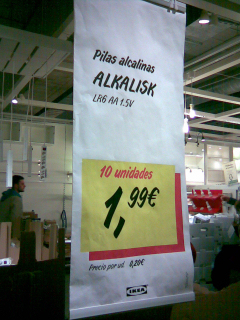 Pilas alcalinas
ALKALISK
LR6 AA 1.5V
10 unidades
1,99€
Precio por ud. 0,20€
IKEA